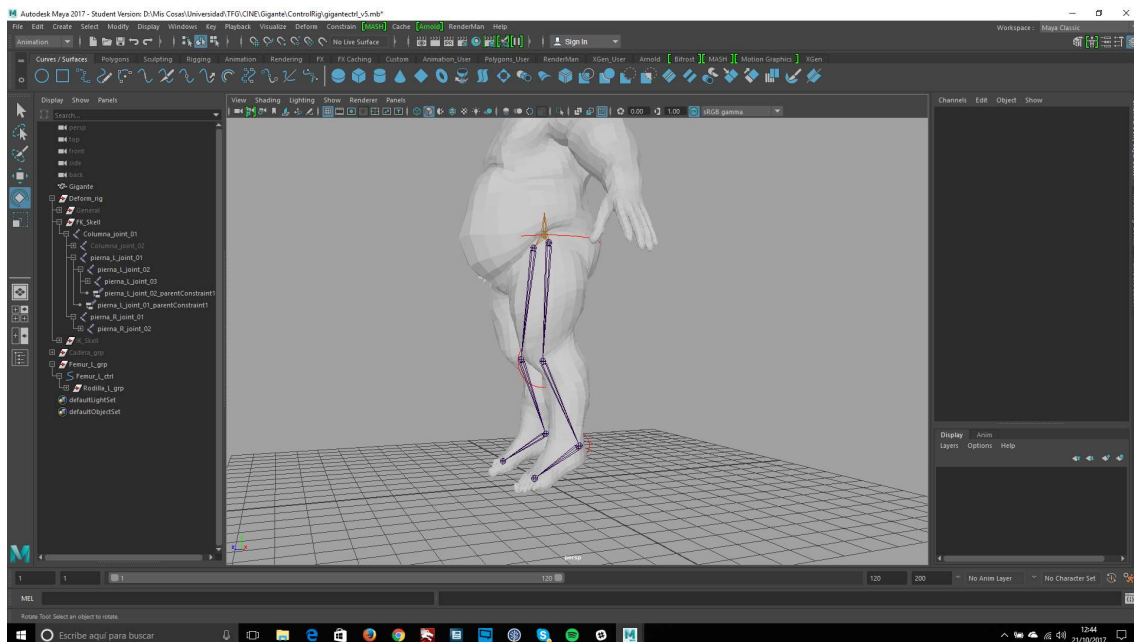 Autodesk Maya 2017 - Student Version: D:\Mis Cosas\Universidad\TFG\CINE\Gigante\ControlRig\gigantectrl_v5.mb*
File Edit Create Select Modify Display Windows Key Playback Visualize Deform Constrain [MASH] Cache [Arnold] RenderMan Help
Workspace : Maya Classic
Animation No Live Surface Sign In
Curves / Surfaces Polygons Sculpting Rigging Animation Rendering FX FX Caching Custom Animation_User Polygons_User RenderMan XGen_User Arnold [ Bifrost ][ MASH ][ Motion Graphics ] XGen
Display Show Panels
View Shading Lighting Show Renderer Panels
Channels Edit Object Show
Search...
0.00 1.00 sRGB gamma
persp
top
front
side
back
Gigante
Deform_rig
General
FK_Skell
Columna_joint_01
Columna_joint_02
pierna_L_joint_01
pierna_L_joint_02
pierna_L_joint_03
pierna_L_joint_02_parentConstraint1
pierna_L_joint_01_parentConstraint1
pierna_R_joint_01
pierna_R_joint_02
IK_Skell
Cadera_grp
Femur_L_grp
Femur_L_ctrl
Rodilla_L_grp
defaultLightSet
defaultObjectSet
persp
Display Anim
Layers Options Help
1 1 1 120 120 200 No Anim Layer No Character Set
MEL
Rotate Tool: Select an object to rotate.
Escribe aquí para buscar
12:44
21/10/2017